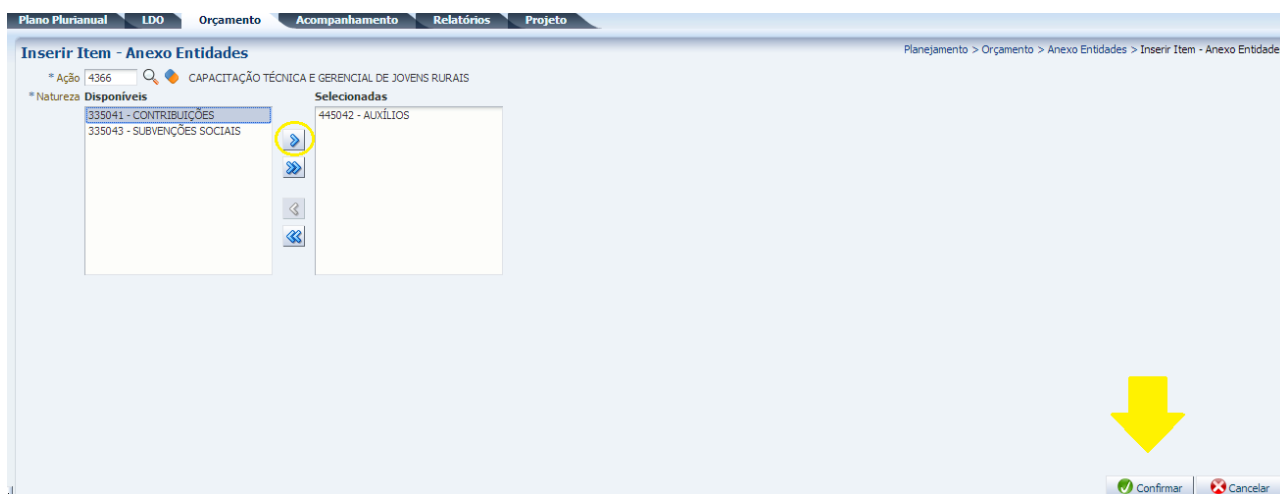 Plano Plurianual LDO Orçamento Acompanhamento Relatórios Projeto
Inserir Item - Anexo Entidades
Planejamento > Orçamento > Anexo Entidades > Inserir Item - Anexo Entidade
* Ação 4366 CAPACITAÇÃO TÉCNICA E GERENCIAL DE JOVENS RURAIS
* Natureza Disponíveis Selecionadas
335041 - CONTRIBUIÇÕES 445042 - AUXÍLIOS
335043 - SUBVENÇÕES SOCIAIS
Confirmar Cancelar